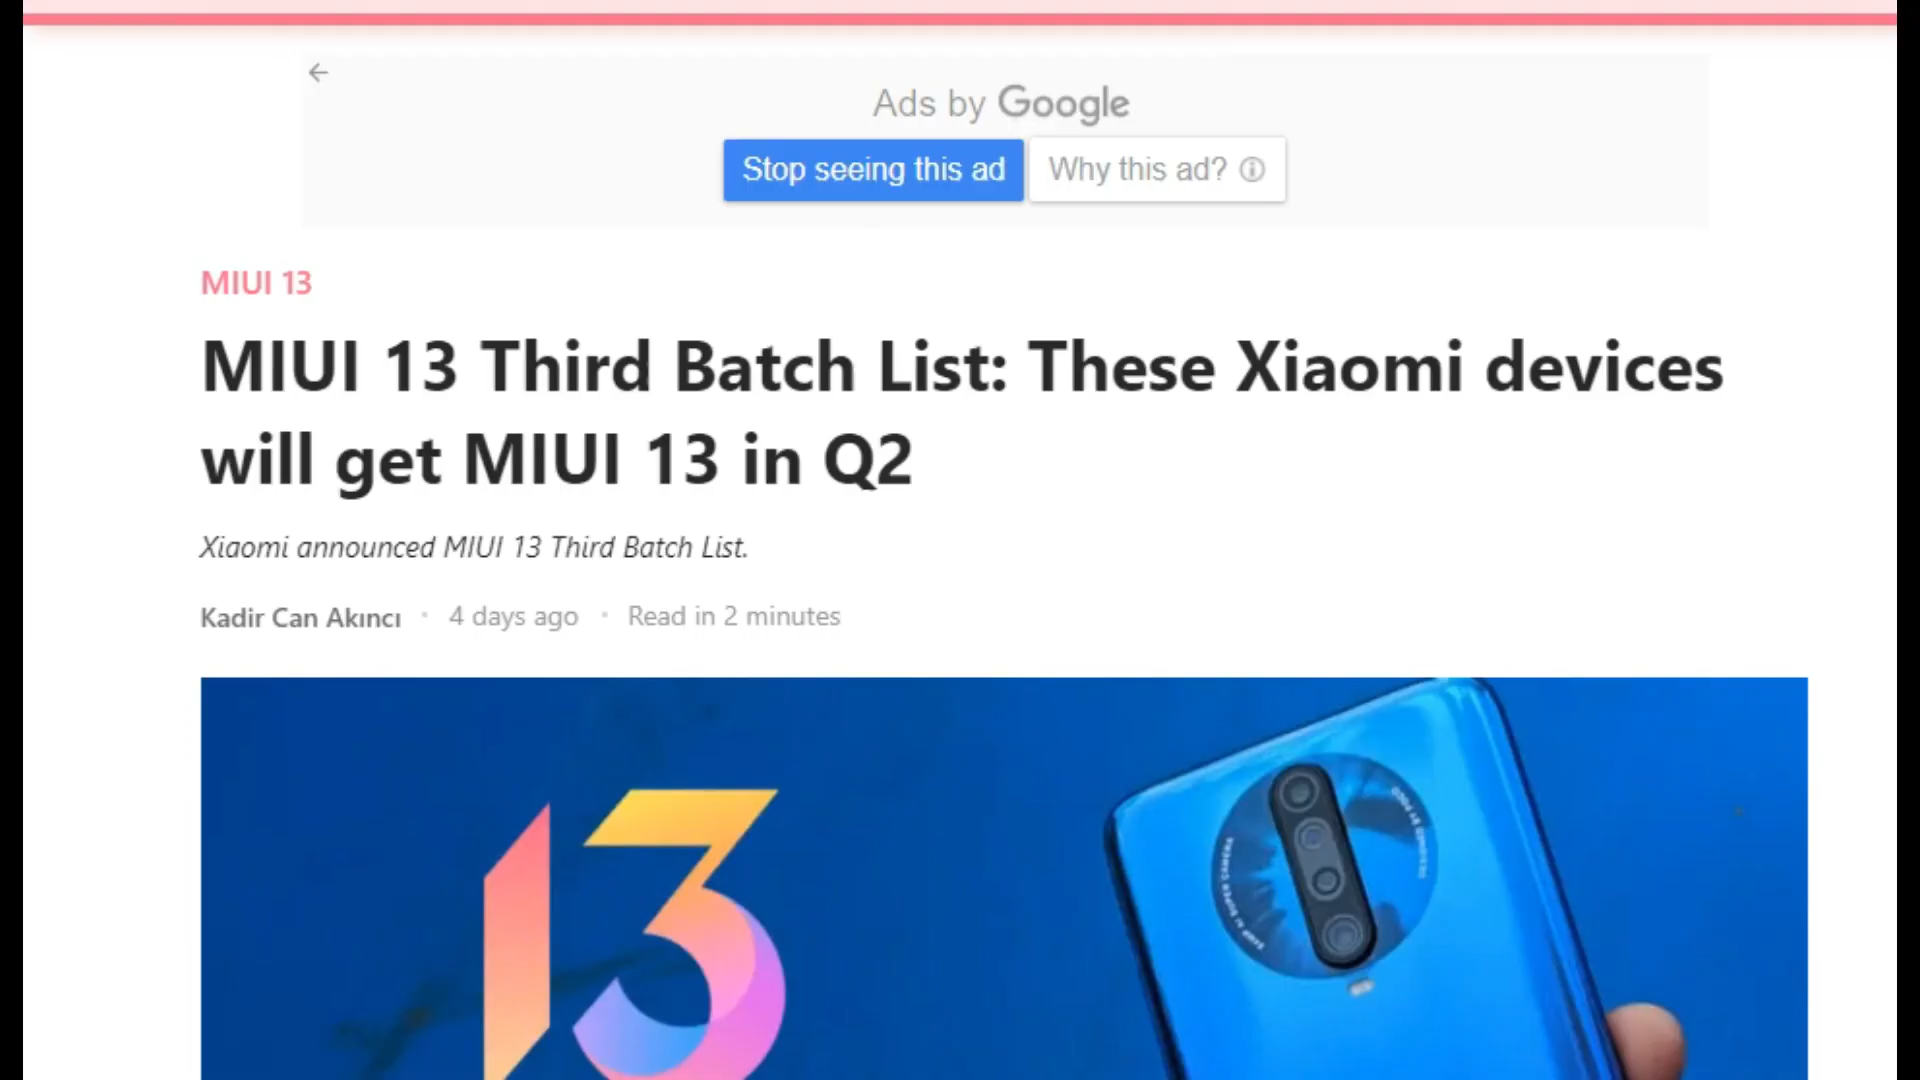 Ads by Google
Stop seeing this ad
Why this ad?
MIUI 13
MIUI 13 Third Batch List: These Xiaomi devices
will get MIUI 13 in Q2
Xiaomi announced MIUI 13 Third Batch List.
Kadir Can Akıncı · 4 days ago · Read in 2 minutes
13